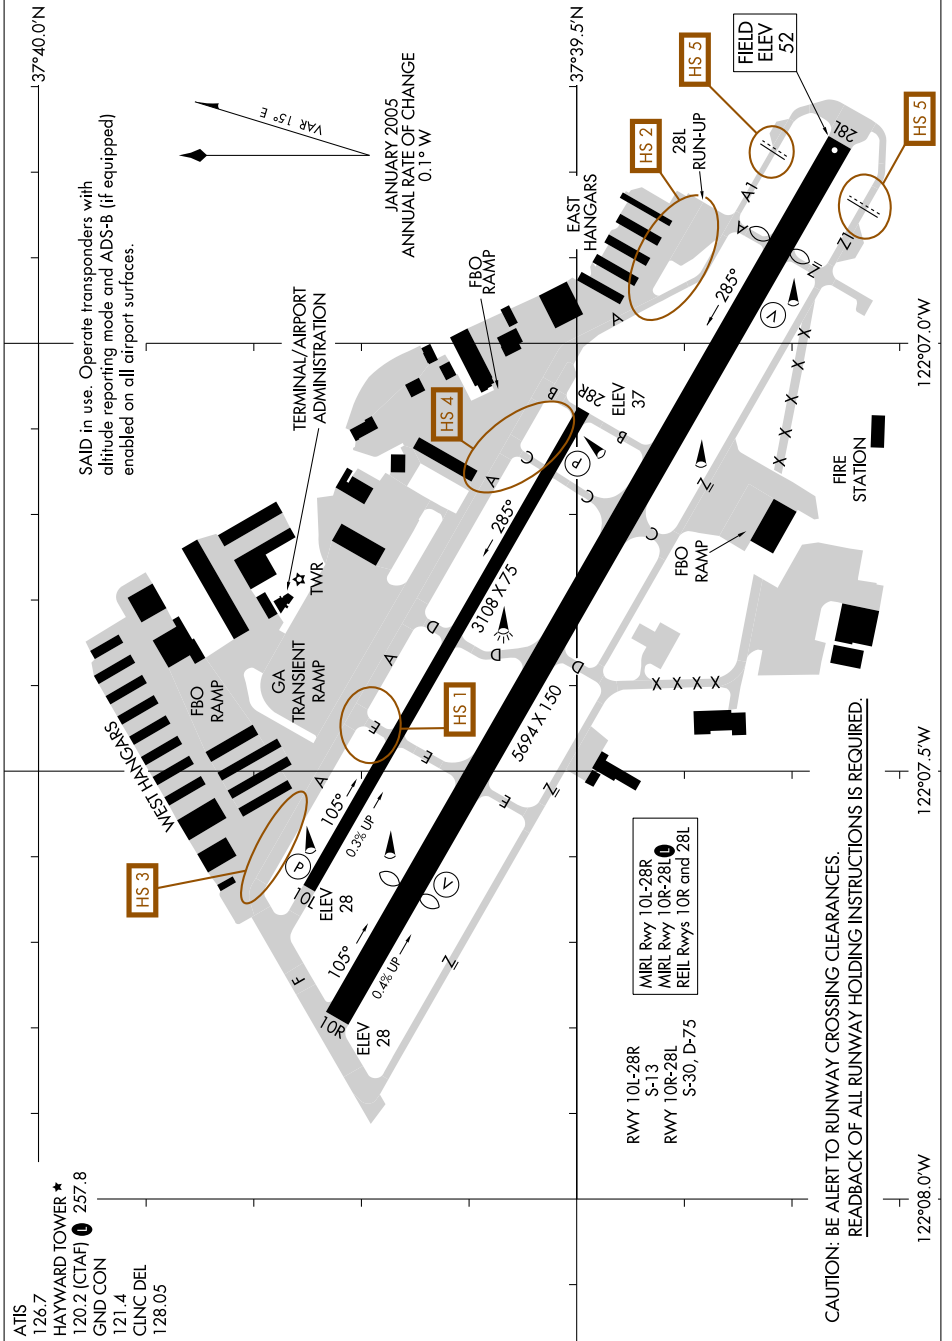 ATIS
126.7
HAYWARD TOWER ★
120.2 (CTAF) L 257.8
GND CON
121.4
CLNC DEL
128.05
SAID in use. Operate transponders with
altitude reporting mode and ADS-B (if equipped)
enabled on all airport surfaces.
VAR 15° E
JANUARY 2005
ANNUAL RATE OF CHANGE
0.1° W
37°40.0'N
37°39.5'N
122°07.0'W
122°07.5'W
122°08.0'W
FIELD
ELEV
52
HS 5
HS 5
HS 2
28L
RUN-UP
EAST
HANGARS
FBO
RAMP
TERMINAL/AIRPORT
ADMINISTRATION
HS 4
TWR
GA
TRANSIENT
RAMP
FBO
RAMP
WEST HANGARS
HS 3
HS 1
A
A
A
A
A
A1
B
B
C
C
C
D
D
D
E
E
E
F
Z
Z
Z
Z
Z1
V
V
P
P
X
X
X
X
X
X
X
X
X
10L
ELEV
28
105°
0.3% UP
3108 X 75
285°
28R
ELEV
37
10R
ELEV
28
105°
0.4% UP
5694 X 150
285°
28L
FBO
RAMP
FIRE
STATION
MIRL Rwy 10L-28R
MIRL Rwy 10R-28L L
REIL Rwys 10R and 28L
RWY 10L-28R
S-13
RWY 10R-28L
S-30, D-75
CAUTION: BE ALERT TO RUNWAY CROSSING CLEARANCES.
READBACK OF ALL RUNWAY HOLDING INSTRUCTIONS IS REQUIRED.